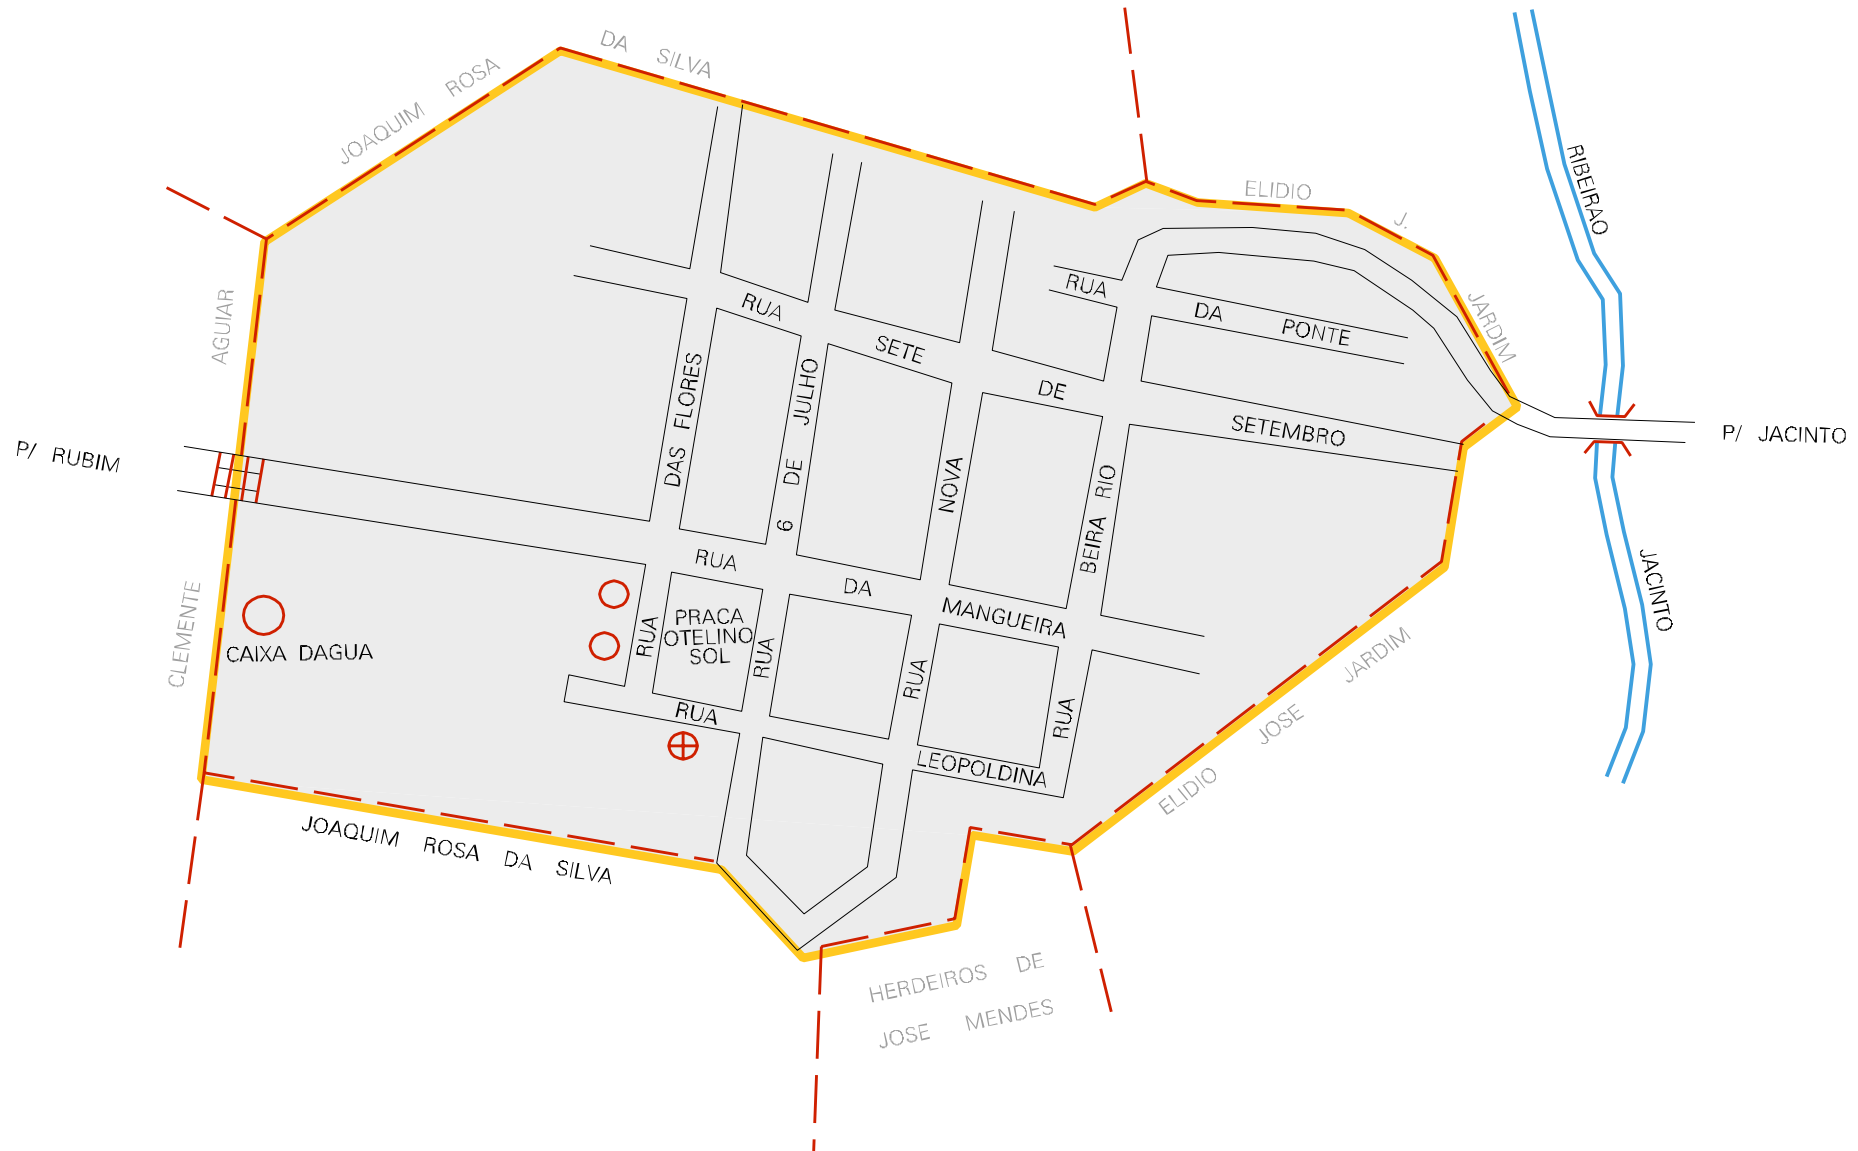 JOAQUIM ROSA DA SILVA
ELIDIO J. JARDIM
RIBEIRAO JACINTO
CLEMENTE AGUIAR
P/ RUBIM
P/ JACINTO
RUA DA PONTE
RUA SETE DE SETEMBRO
RUA DAS FLORES
RUA 6 DE JULHO
RUA NOVA
RUA BEIRA RIO
RUA DA MANGUEIRA
PRACA
OTELINO
SOL
CAIXA DAGUA
RUA LEOPOLDINA
ELIDIO JOSE JARDIM
JOAQUIM ROSA DA SILVA
HERDEIROS DE
JOSE MENDES